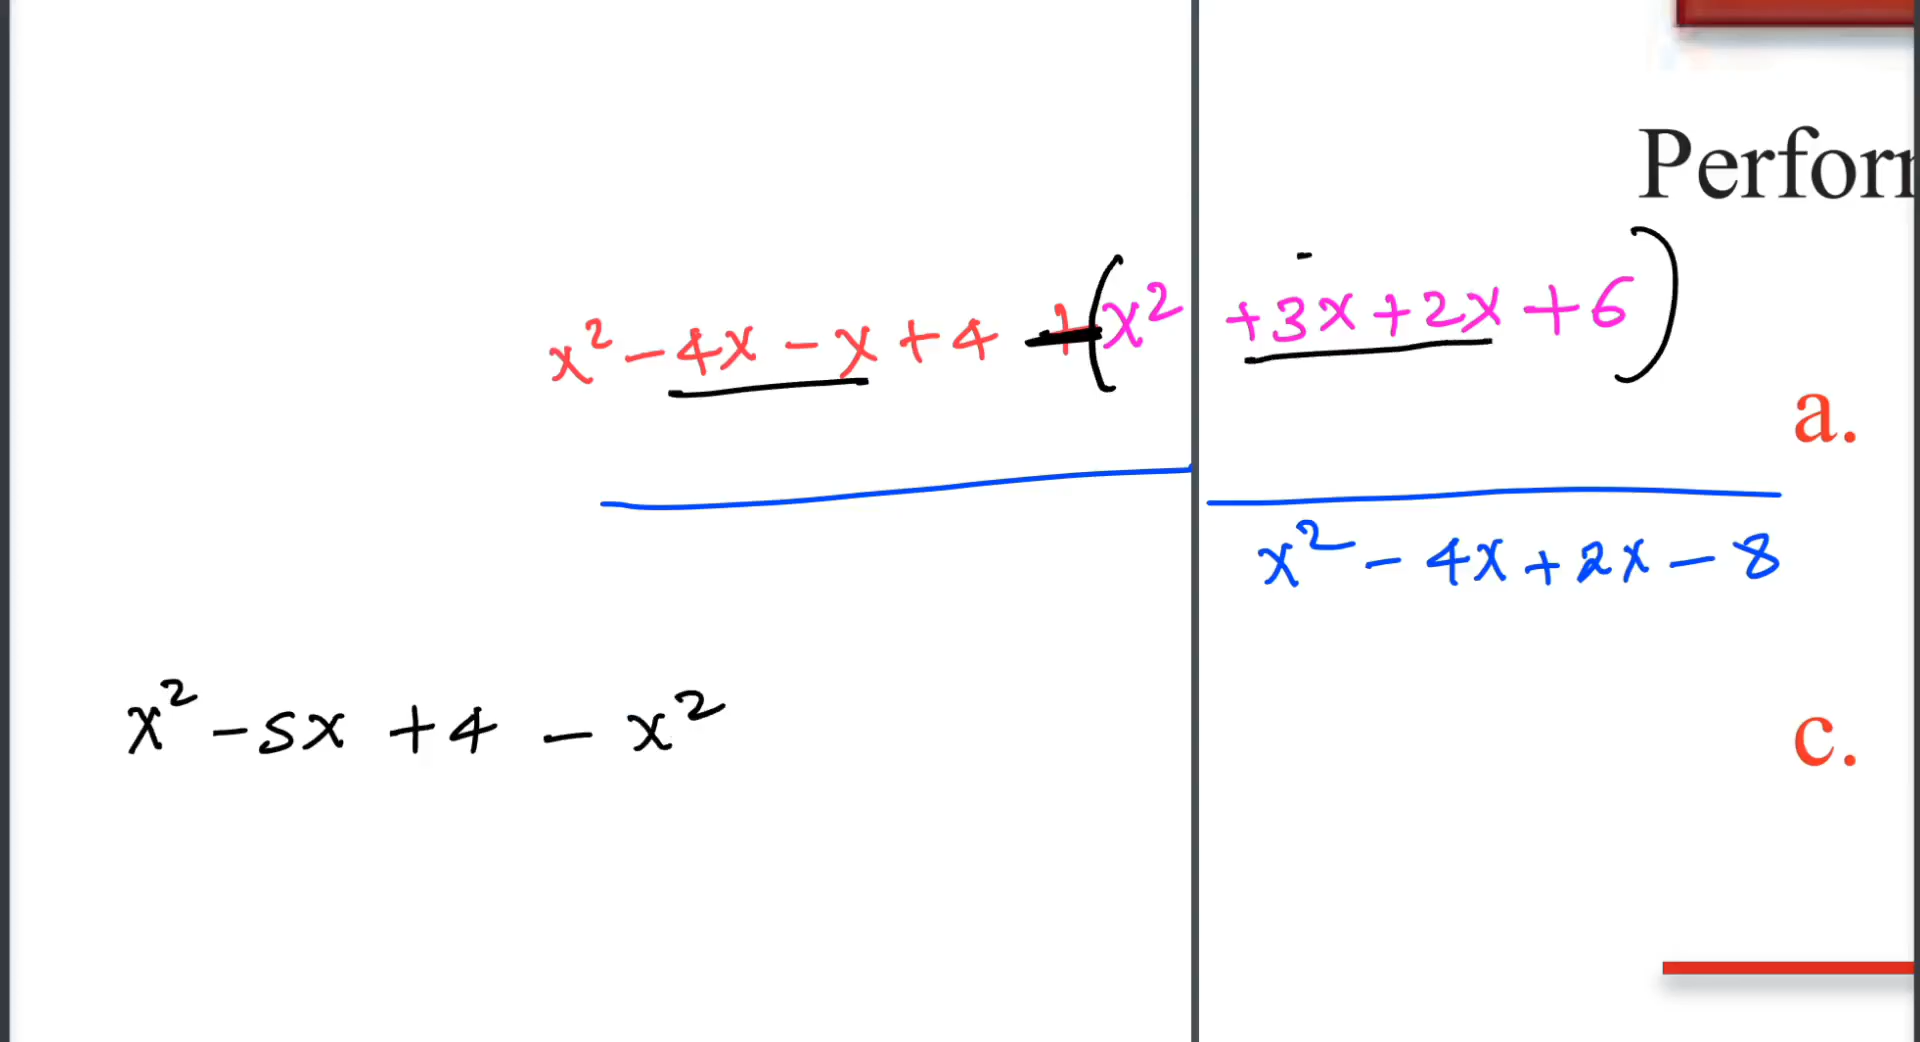 Perfor
x² - 4x - x + 4 - (x² + 3x + 2x + 6)
a.
x² - 4x + 2x - 8
x² - 5x + 4 - x²
c.